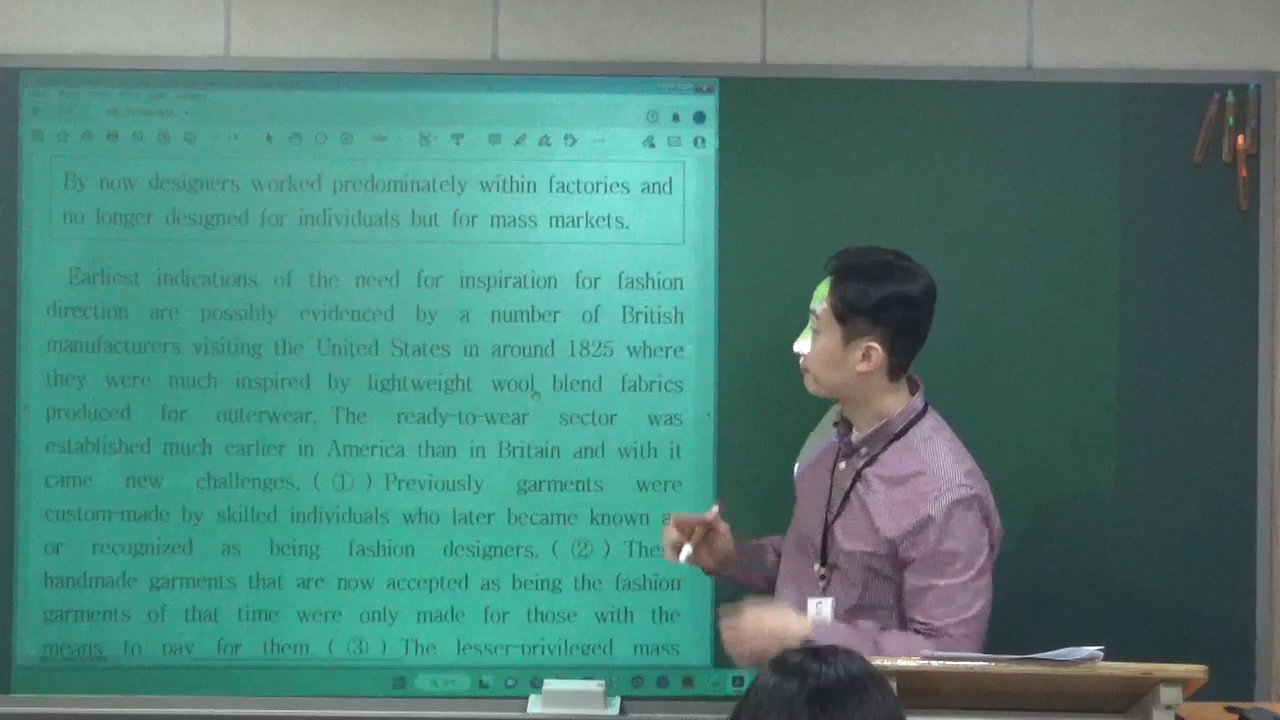 By now designers worked predominately within factories and
no longer designed for individuals but for mass markets.
Earliest indications of the need for inspiration for fashion
direction are possibly evidenced by a number of British
manufacturers visiting the United States in around 1825 where
they were much inspired by lightweight wool blend fabrics
produced for outerwear. The ready-to-wear sector was
established much earlier in America than in Britain and with it
came new challenges. ( ① ) Previously garments were
custom-made by skilled individuals who later became known
or recognized as being fashion designers. ( ② )
handmade garments that are now accepted as being the fashion
garments of that time were only made for those with the
means to pay for them ( ③ ) The lesser-privileged mass